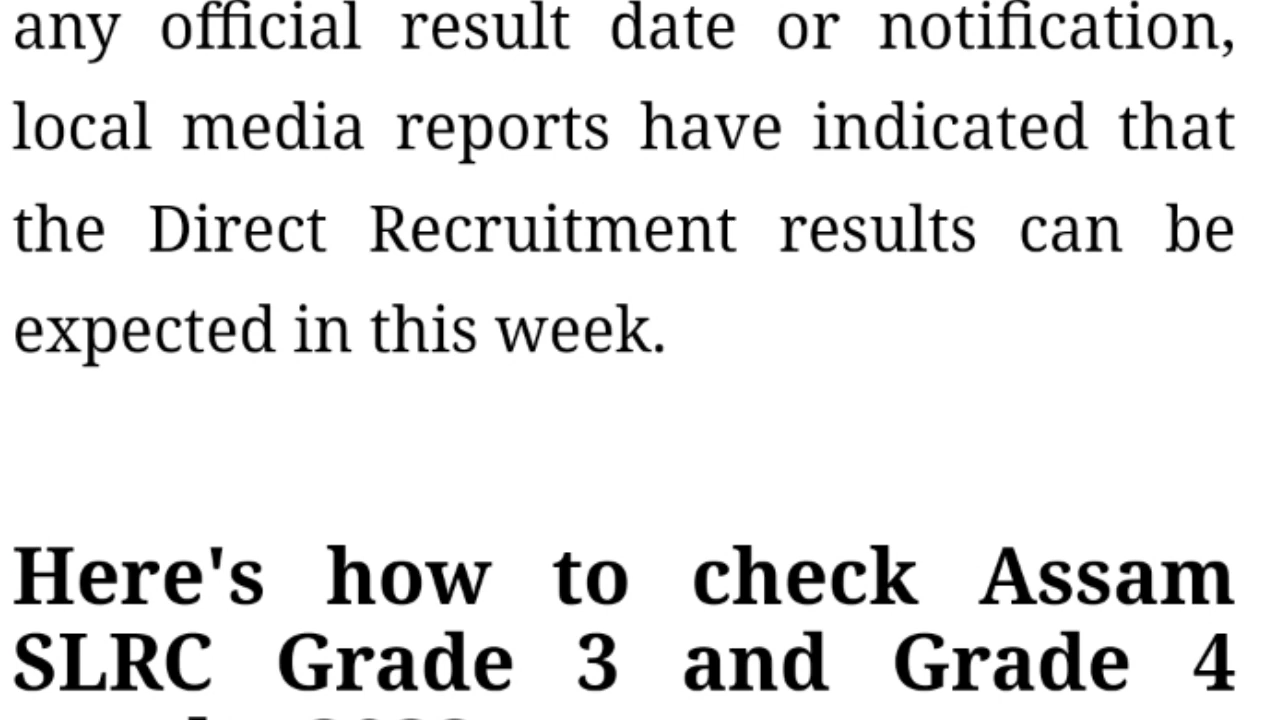 any official result date or notification,
local media reports have indicated that
the Direct Recruitment results can be
expected in this week.
Here's how to check Assam
SLRC Grade 3 and Grade 4